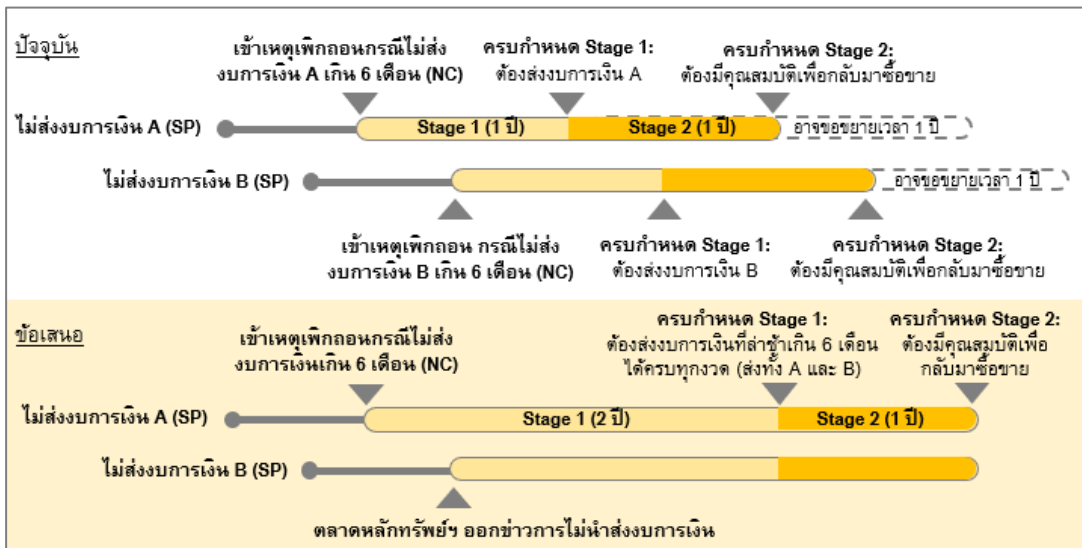 ปัจจุบัน
เข้าเหตุเพิกถอนกรณีไม่ส่ง
งบการเงิน A เกิน 6 เดือน (NC)
ครบกำหนด Stage 1:
ต้องส่งงบการเงิน A
ครบกำหนด Stage 2:
ต้องมีคุณสมบัติเพื่อกลับมาซื้อขาย
ไม่ส่งงบการเงิน A (SP)
Stage 1 (1 ปี)
Stage 2 (1 ปี)
อาจขอขยายเวลา 1 ปี
ไม่ส่งงบการเงิน B (SP)
อาจขอขยายเวลา 1 ปี
เข้าเหตุเพิกถอน กรณีไม่ส่ง
งบการเงิน B เกิน 6 เดือน (NC)
ครบกำหนด Stage 1:
ต้องส่งงบการเงิน B
ครบกำหนด Stage 2:
ต้องมีคุณสมบัติเพื่อกลับมาซื้อขาย
ข้อเสนอ
เข้าเหตุเพิกถอนกรณีไม่ส่ง
งบการเงินเกิน 6 เดือน (NC)
ครบกำหนด Stage 1:
ต้องส่งงบการเงินที่ล่าช้าเกิน 6 เดือน
ได้ครบทุกงวด (ส่งทั้ง A และ B)
ครบกำหนด Stage 2:
ต้องมีคุณสมบัติเพื่อ
กลับมาซื้อขาย
ไม่ส่งงบการเงิน A (SP)
Stage 1 (2 ปี)
Stage 2 (1 ปี)
ไม่ส่งงบการเงิน B (SP)
ตลาดหลักทรัพย์ฯ ออกข่าวการไม่นำส่งงบการเงิน